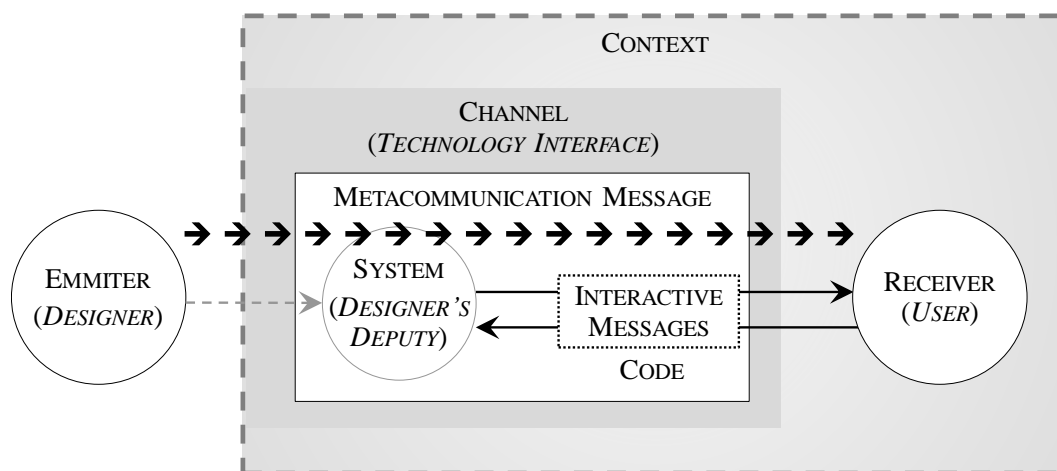 CONTEXT
CHANNEL
(TECHNOLOGY INTERFACE)
METACOMMUNICATION MESSAGE
EMMITER
(DESIGNER)
SYSTEM
(DESIGNER'S
DEPUTY)
INTERACTIVE
MESSAGES
CODE
RECEIVER
(USER)